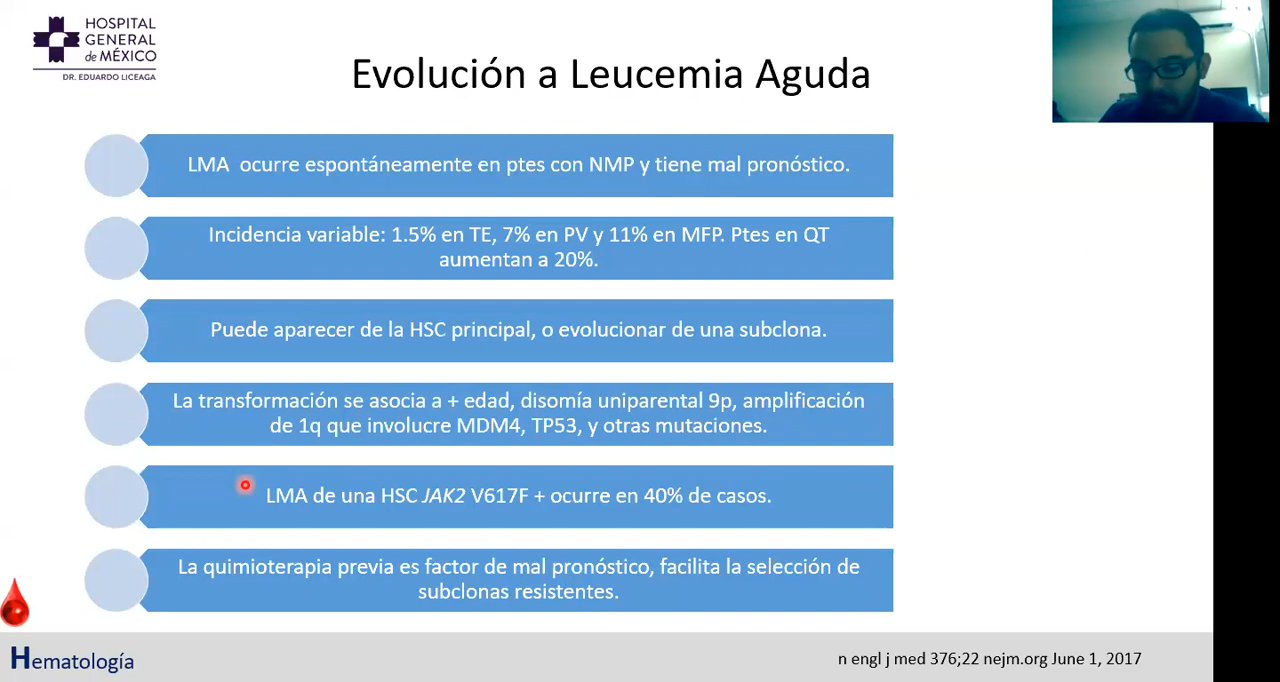 HOSPITAL
GENERAL
de MÉXICO
DR. EDUARDO LICEAGA
Evolución a Leucemia Aguda
LMA ocurre espontáneamente en ptes con NMP y tiene mal pronóstico.
Incidencia variable: 1.5% en TE, 7% en PV y 11% en MFP. Ptes en QT
aumentan a 20%.
Puede aparecer de la HSC principal, o evolucionar de una subclona.
La transformación se asocia a + edad, disomía uniparental 9p, amplificación
de 1q que involucre MDM4, TP53, y otras mutaciones.
LMA de una HSC JAK2 V617F + ocurre en 40% de casos.
La quimioterapia previa es factor de mal pronóstico, facilita la selección de
subclonas resistentes.
Hematología
n engl j med 376;22 nejm.org June 1, 2017